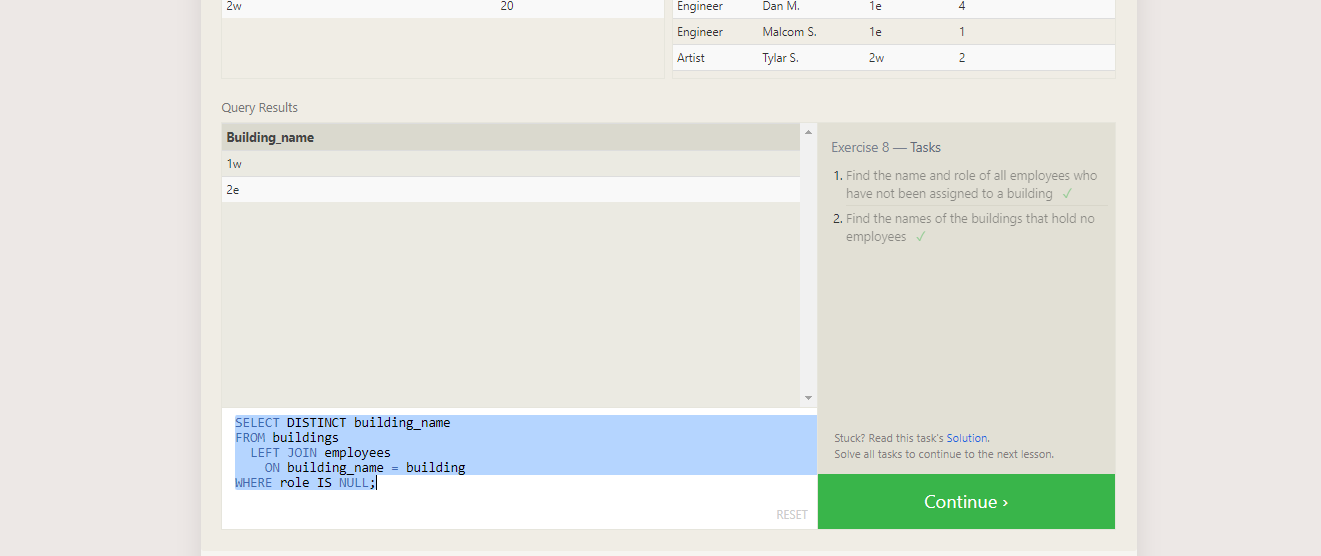 2w 20
Engineer Dan M. 1e 4
Engineer Malcom S. 1e 1
Artist Tylar S. 2w 2
Query Results
Building_name
1w
2e
SELECT DISTINCT building_name
FROM buildings
LEFT JOIN employees
ON building_name = building
WHERE role IS NULL;
RESET
Exercise 8 — Tasks
1. Find the name and role of all employees who
have not been assigned to a building ✓
2. Find the names of the buildings that hold no
employees ✓
Stuck? Read this task's Solution.
Solve all tasks to continue to the next lesson.
Continue ›